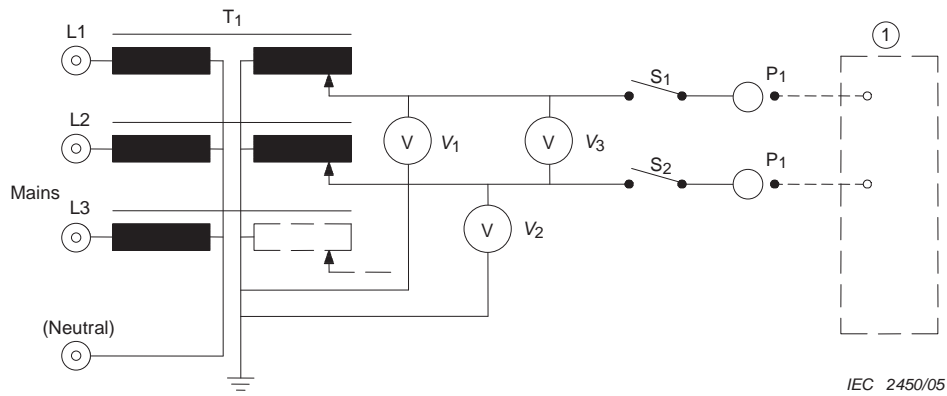 T1
L1
1
S1
P1
V
V1
V
V3
L2
S2
P1
Mains
L3
V
V2
(Neutral)
IEC 2450/05